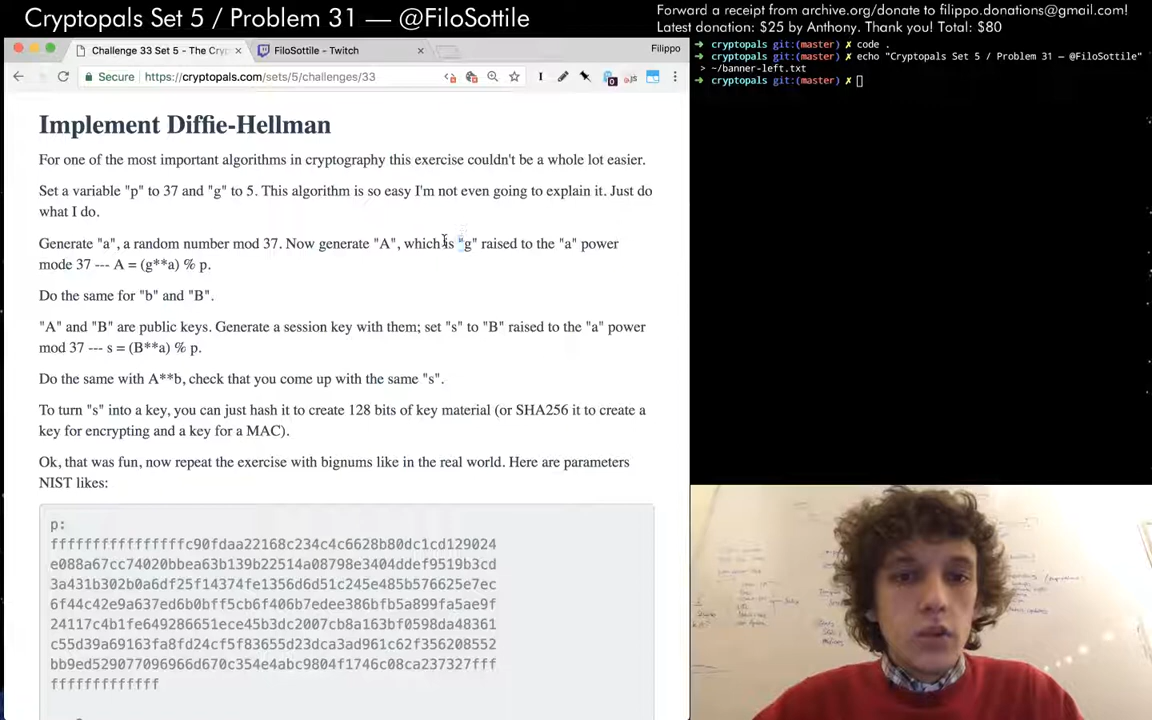 Cryptopals Set 5 / Problem 31 — @FiloSottile
Forward a receipt from archive.org/donate to filippo.donations@gmail.com!
Latest donation: $25 by Anthony. Thank you! Total: $80
Challenge 33 Set 5 - The Cry
FiloSottile - Twitch
Filippo
Secure
https://cryptopals.com/sets/5/challenges/33
➜ cryptopals git:(master) ✗ code .
➜ cryptopals git:(master) ✗ echo "Cryptopals Set 5 / Problem 31 — @FiloSottile"
> ~/banner-left.txt
➜ cryptopals git:(master) ✗
Implement Diffie-Hellman
For one of the most important algorithms in cryptography this exercise couldn't be a whole lot easier.
Set a variable "p" to 37 and "g" to 5. This algorithm is so easy I'm not even going to explain it. Just do
what I do.
Generate "a", a random number mod 37. Now generate "A", which is "g" raised to the "a" power
mode 37 --- A = (g**a) % p.
Do the same for "b" and "B".
"A" and "B" are public keys. Generate a session key with them; set "s" to "B" raised to the "a" power
mod 37 --- s = (B**a) % p.
Do the same with A**b, check that you come up with the same "s".
To turn "s" into a key, you can just hash it to create 128 bits of key material (or SHA256 it to create a
key for encrypting and a key for a MAC).
Ok, that was fun, now repeat the exercise with bignums like in the real world. Here are parameters
NIST likes:
p:
ffffffffffffffffc90fdaa22168c234c4c6628b80dc1cd129024
e088a67cc74020bbea63b139b22514a08798e3404ddef9519b3cd
3a431b302b0a6df25f14374fe1356d6d51c245e485b576625e7ec
6f44c42e9a637ed6b0bff5cb6f406b7edee386bfb5a899fa5ae9f
24117c4b1fe649286651ece45b3dc2007cb8a163bf0598da48361
c55d39a69163fa8fd24cf5f83655d23dca3ad961c62f356208552
bb9ed529077096966d670c354e4abc9804f1746c08ca237327fff
fffffffffffff